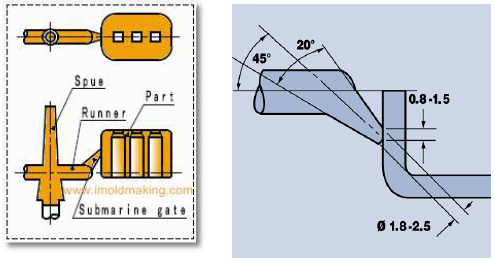 Spue
Part
Runner
www.imoldmaking.com
Submarine gate
20°
45°
0.8-1.5
Ø 1.8-2.5